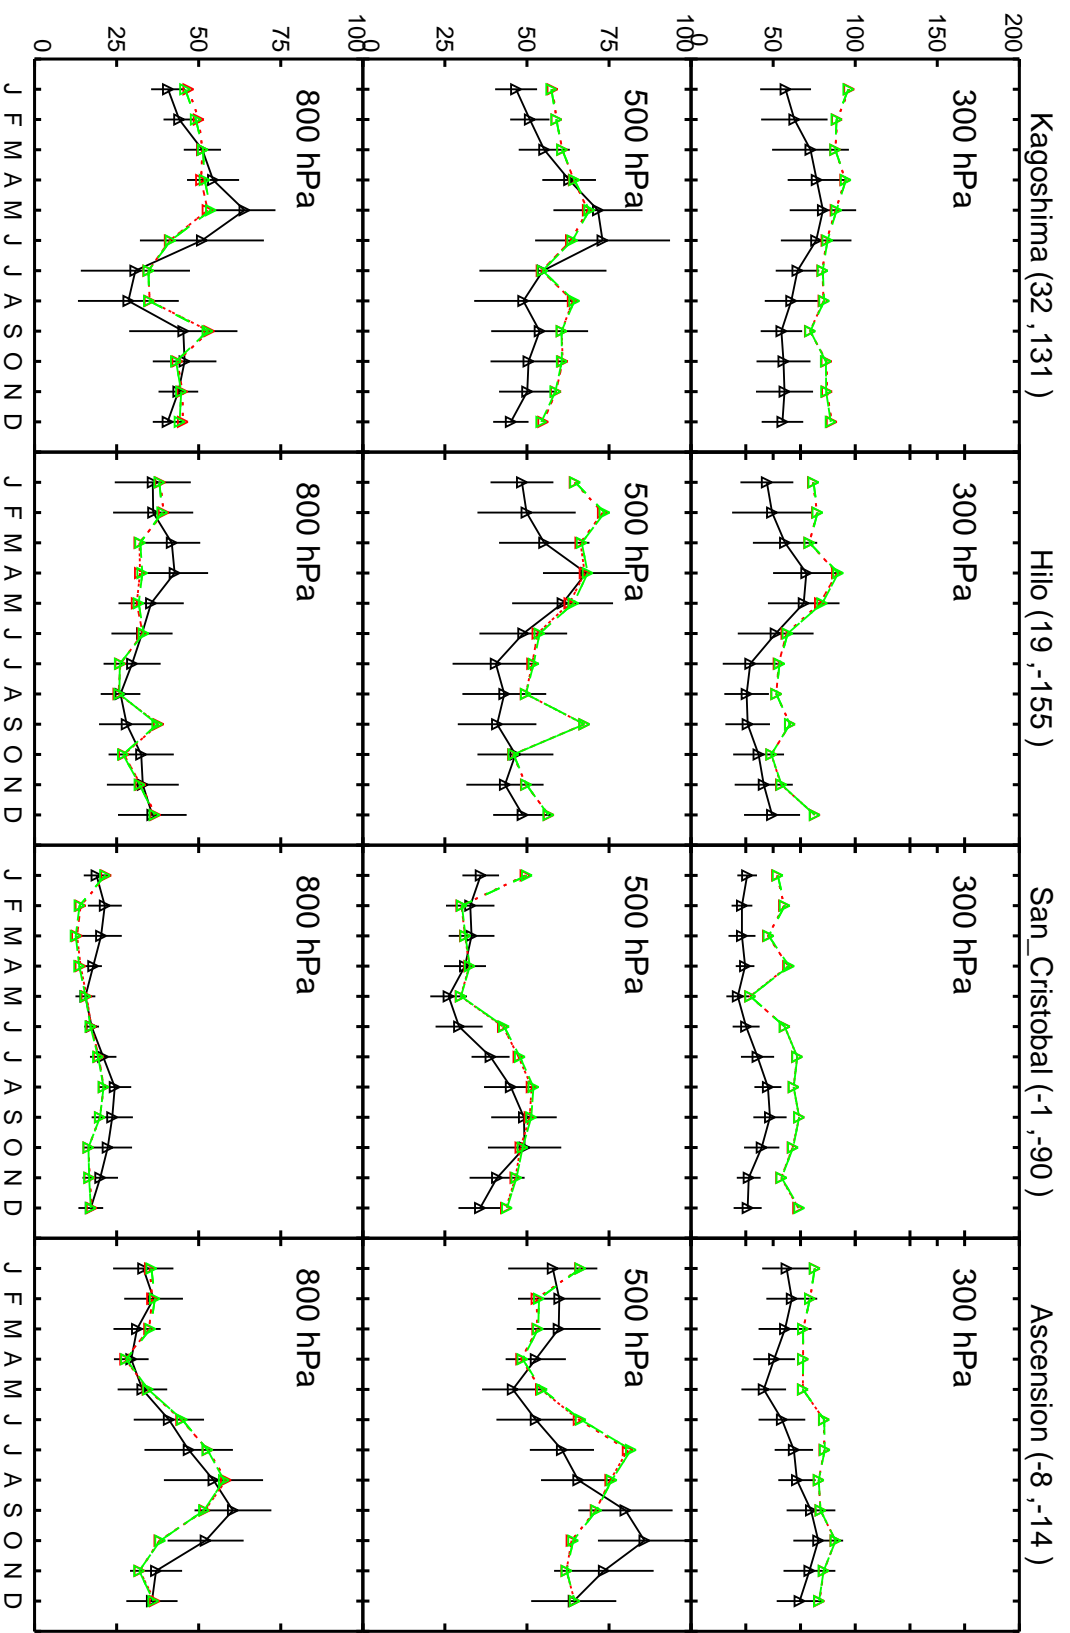 Kagoshima (32 ,131 )
Hilo (19 ,-155 )
San_Cristobal (-1 ,-90 )
Ascension (-8 ,-14 )
200
150
100
50
0
300 hPa
300 hPa
300 hPa
300 hPa
100
75
50
25
0
500 hPa
500 hPa
500 hPa
500 hPa
100
75
50
25
0
800 hPa
800 hPa
800 hPa
800 hPa
J F M A M J J A S O N D
J F M A M J J A S O N D
J F M A M J J A S O N D
J F M A M J J A S O N D